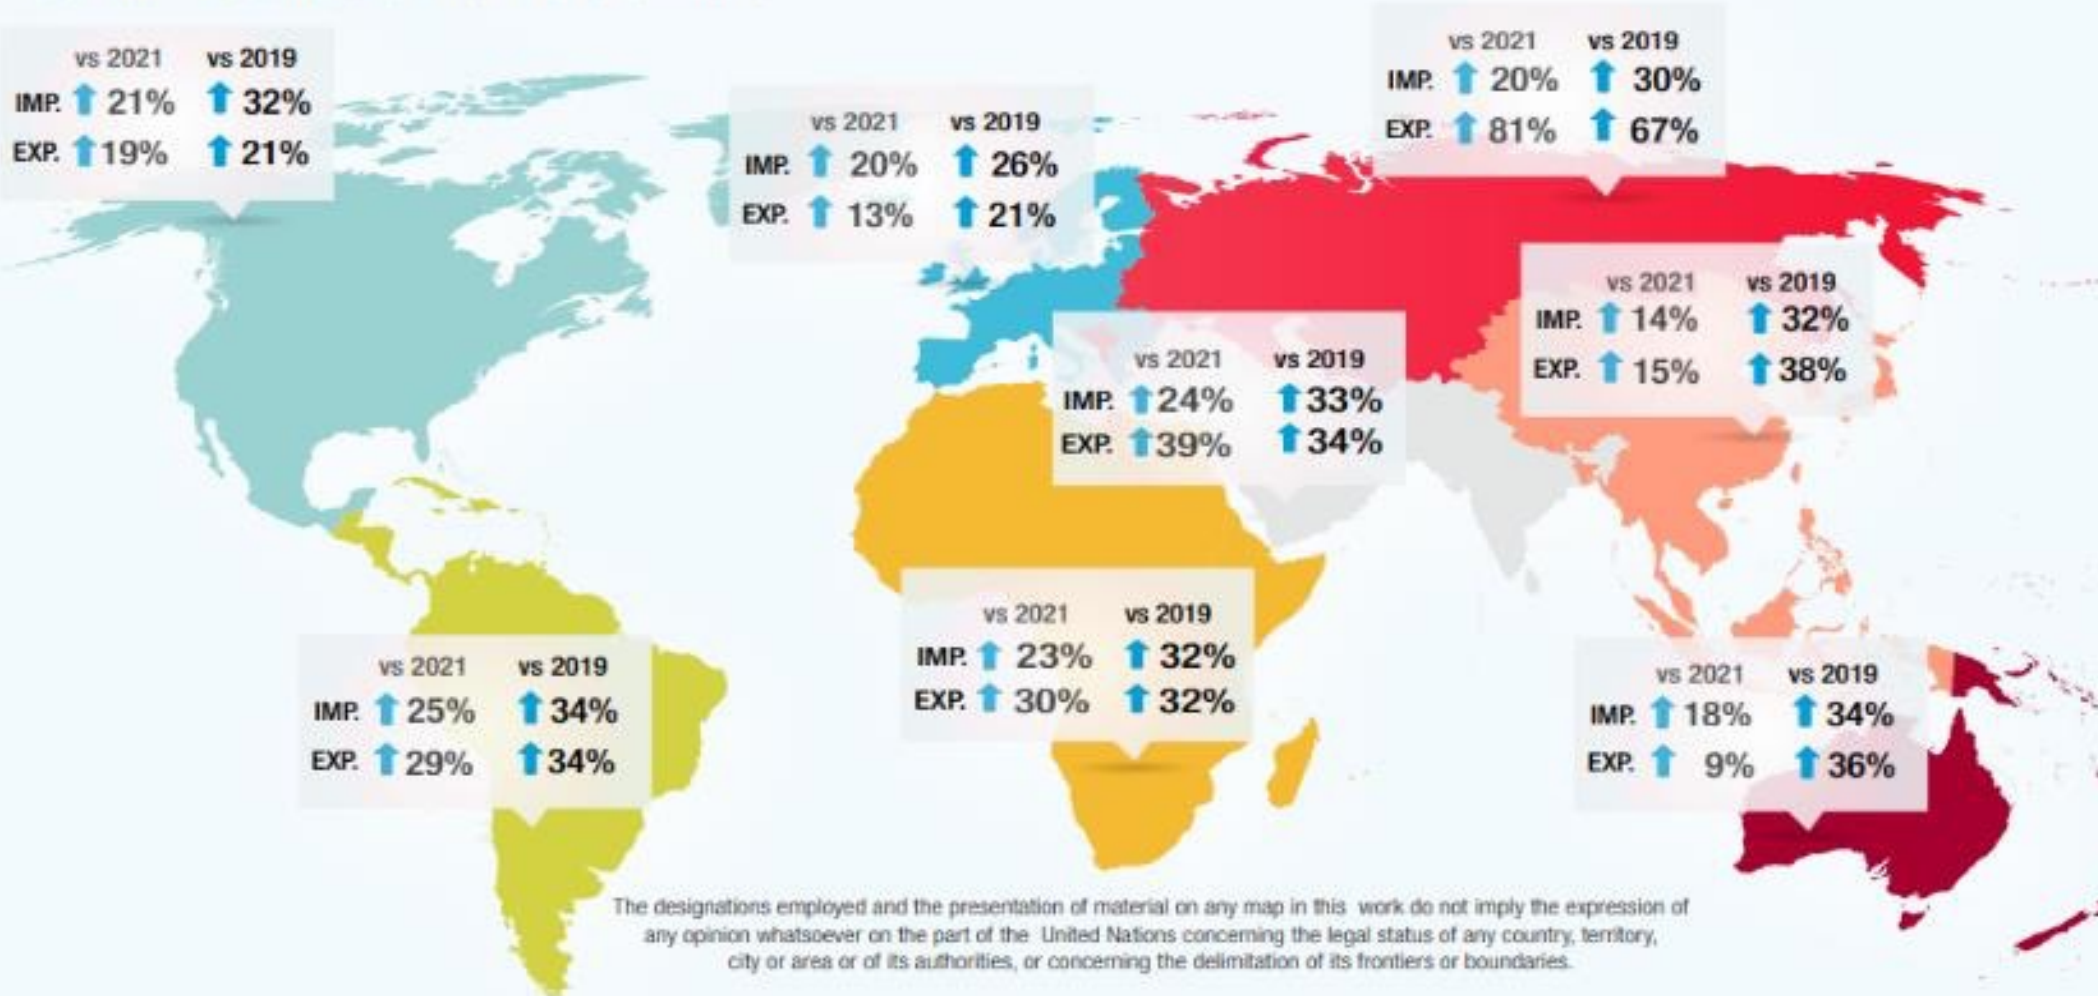 vs 2021 vs 2019
IMP. 21% 32%
EXP. 19% 21%
vs 2021 vs 2019
IMP. 20% 26%
EXP. 13% 21%
vs 2021 vs 2019
IMP. 20% 30%
EXP. 81% 67%
vs 2021 vs 2019
IMP. 14% 32%
EXP. 15% 38%
vs 2021 vs 2019
IMP. 24% 33%
EXP. 39% 34%
vs 2021 vs 2019
IMP. 23% 32%
EXP. 30% 32%
vs 2021 vs 2019
IMP. 25% 34%
EXP. 29% 34%
vs 2021 vs 2019
IMP. 18% 34%
EXP. 9% 36%
The designations employed and the presentation of material on any map in this work do not imply the expression of
any opinion whatsoever on the part of the United Nations concerning the legal status of any country, territory,
city or area or of its authorities, or concerning the delimitation of its frontiers or boundaries.